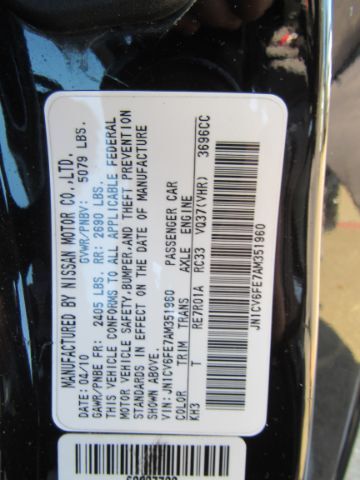 MANUFACTURED BY NISSAN MOTOR CO.,LTD.
DATE: 04/10 GVWR/PNBV: 5079 LBS.
GAWR/PNBE FR: 2405 LBS. RR: 2690 LBS.
THIS VEHICLE CONFORMS TO ALL APPLICABLE FEDERAL
MOTOR VEHICLE SAFETY,BUMPER,AND THEFT PREVENTION
STANDARDS IN EFFECT ON THE DATE OF MANUFACTURE
SHOWN ABOVE.
VIN: JN1CV6FE7AM351960 PASSENGER CAR
COLOR TRIM TRANS AXLE ENGINE
KH3 T RE7R01A RC33 VQ37(VHR) 3696CC
JN1CV6FE7AM351960